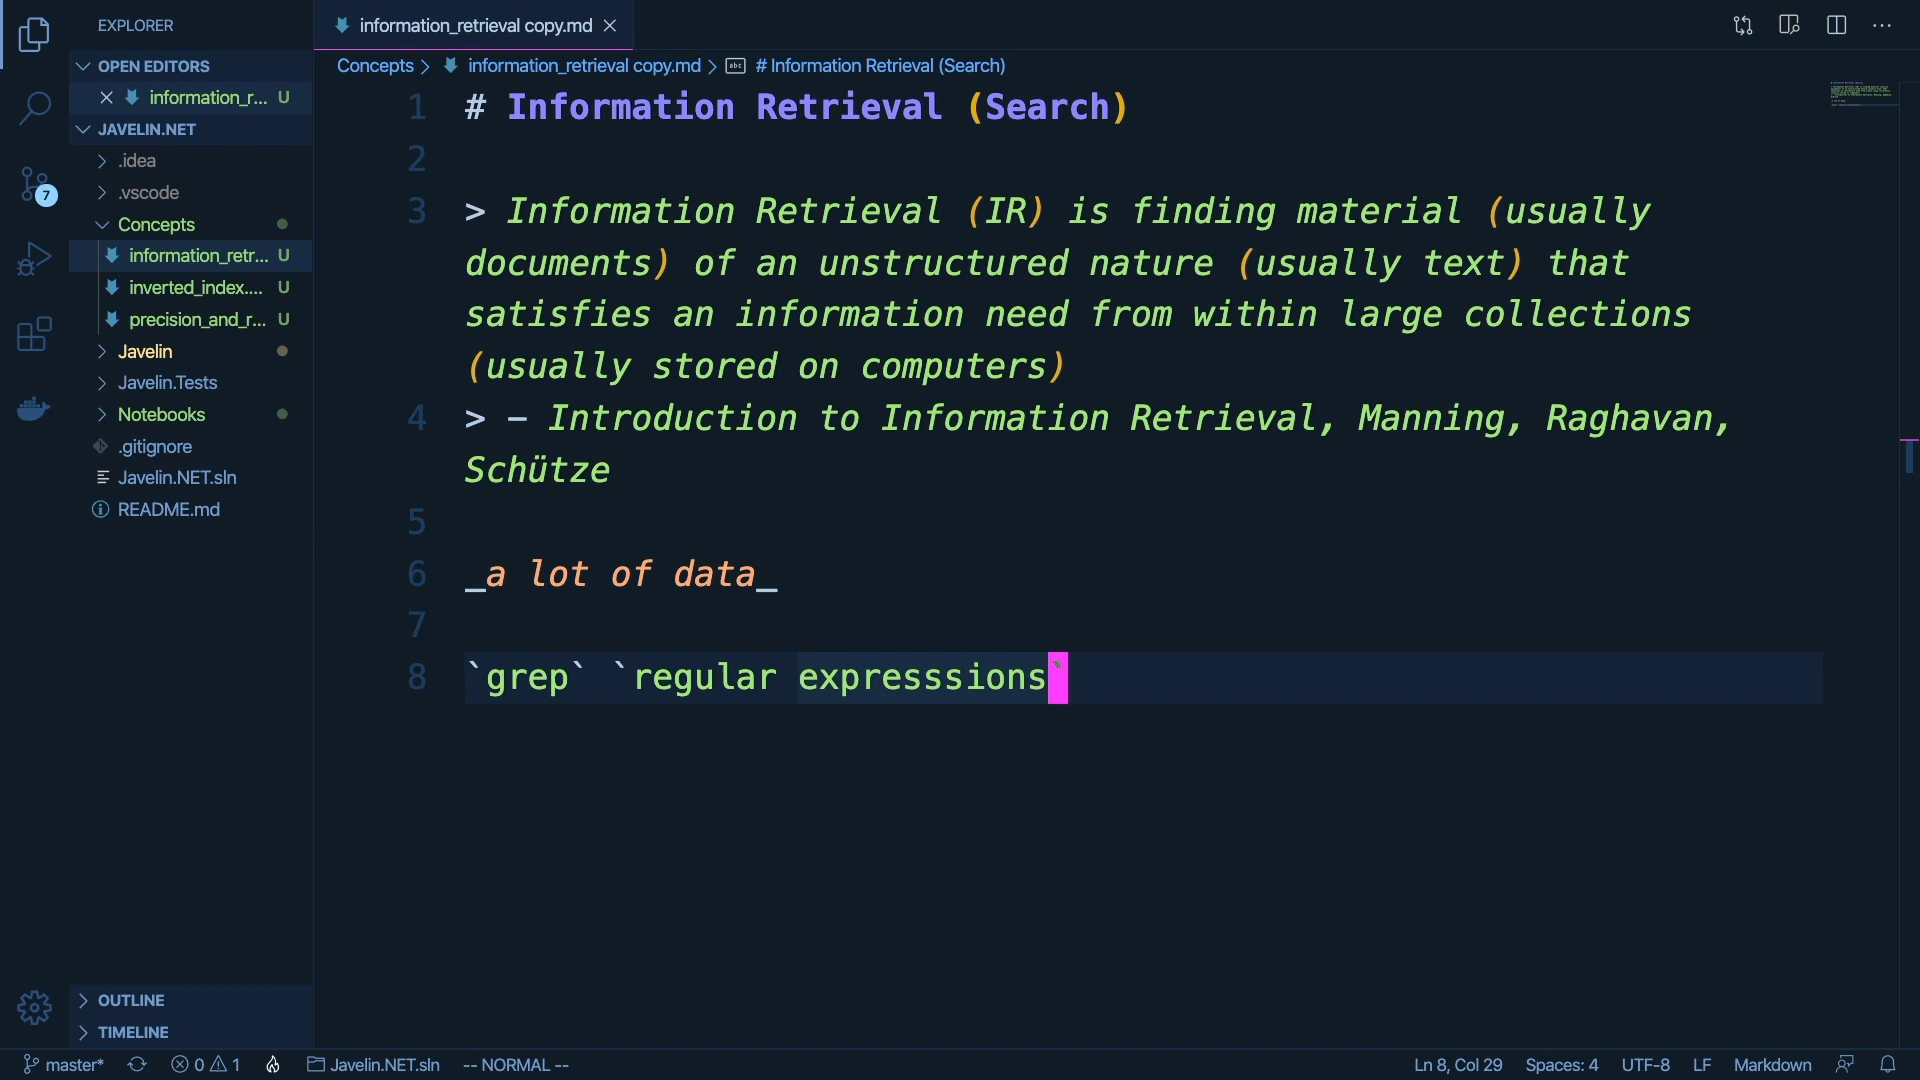 EXPLORER
information_retrieval copy.md
OPEN EDITORS
information_r... U
JAVELIN.NET
.idea
.vscode
Concepts
information_retr... U
inverted_index.... U
precision_and_r... U
Javelin
Javelin.Tests
Notebooks
.gitignore
Javelin.NET.sln
README.md
7
OUTLINE
TIMELINE
Concepts > information_retrieval copy.md > abc # Information Retrieval (Search)
1 # Information Retrieval (Search)
2
3 > Information Retrieval (IR) is finding material (usually
documents) of an unstructured nature (usually text) that
satisfies an information need from within large collections
(usually stored on computers)
4 > – Introduction to Information Retrieval, Manning, Raghavan,
Schütze
5
6 _a lot of data_
7
8 `grep` `regular expresssions`
master* 0 1 Javelin.NET.sln -- NORMAL -- Ln 8, Col 29 Spaces: 4 UTF-8 LF Markdown